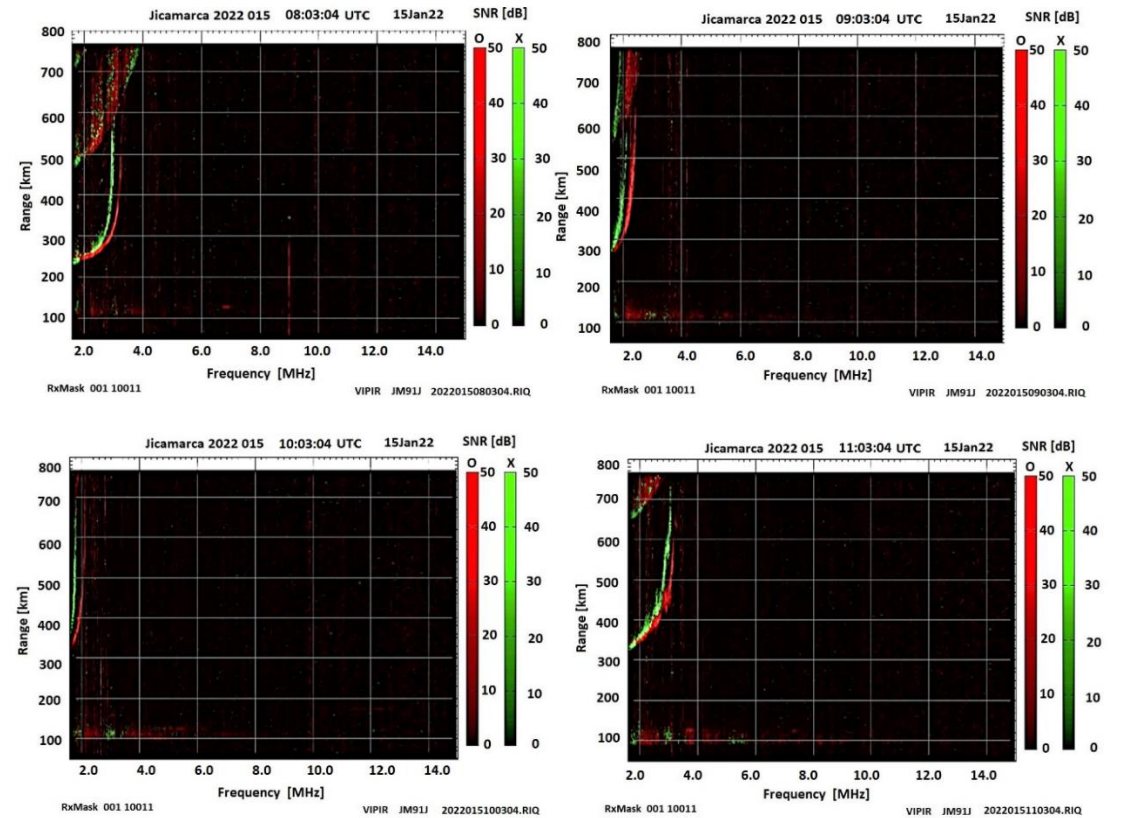 Jicamarca 2022 015 08:03:04 UTC 15Jan22 SNR [dB]
O X
800
700
600
500
400
300
200
100
Range [km]
50 50
40 40
30 30
20 20
10 10
0 0
2.0 4.0 6.0 8.0 10.0 12.0 14.0
Frequency [MHz]
RxMask 001 10011 VIPIR JM91J 2022015080304.RIQ
Jicamarca 2022 015 09:03:04 UTC 15Jan22 SNR [dB]
O X
800
700
600
500
400
300
200
100
Range [km]
50 50
40 40
30 30
20 20
10 10
0 0
2.0 4.0 6.0 8.0 10.0 12.0 14.0
Frequency [MHz]
RxMask 001 10011 VIPIR JM91J 2022015090304.RIQ
Jicamarca 2022 015 10:03:04 UTC 15Jan22 SNR [dB]
O X
800
700
600
500
400
300
200
100
Range [km]
50 50
40 40
30 30
20 20
10 10
0 0
2.0 4.0 6.0 8.0 10.0 12.0 14.0
Frequency [MHz]
RxMask 001 10011 VIPIR JM91J 2022015100304.RIQ
Jicamarca 2022 015 11:03:04 UTC 15Jan22 SNR [dB]
O X
800
700
600
500
400
300
200
100
Range [km]
50 50
40 40
30 30
20 20
10 10
0 0
2.0 4.0 6.0 8.0 10.0 12.0 14.0
Frequency [MHz]
RxMask 001 10011 VIPIR JM91J 2022015110304.RIQ